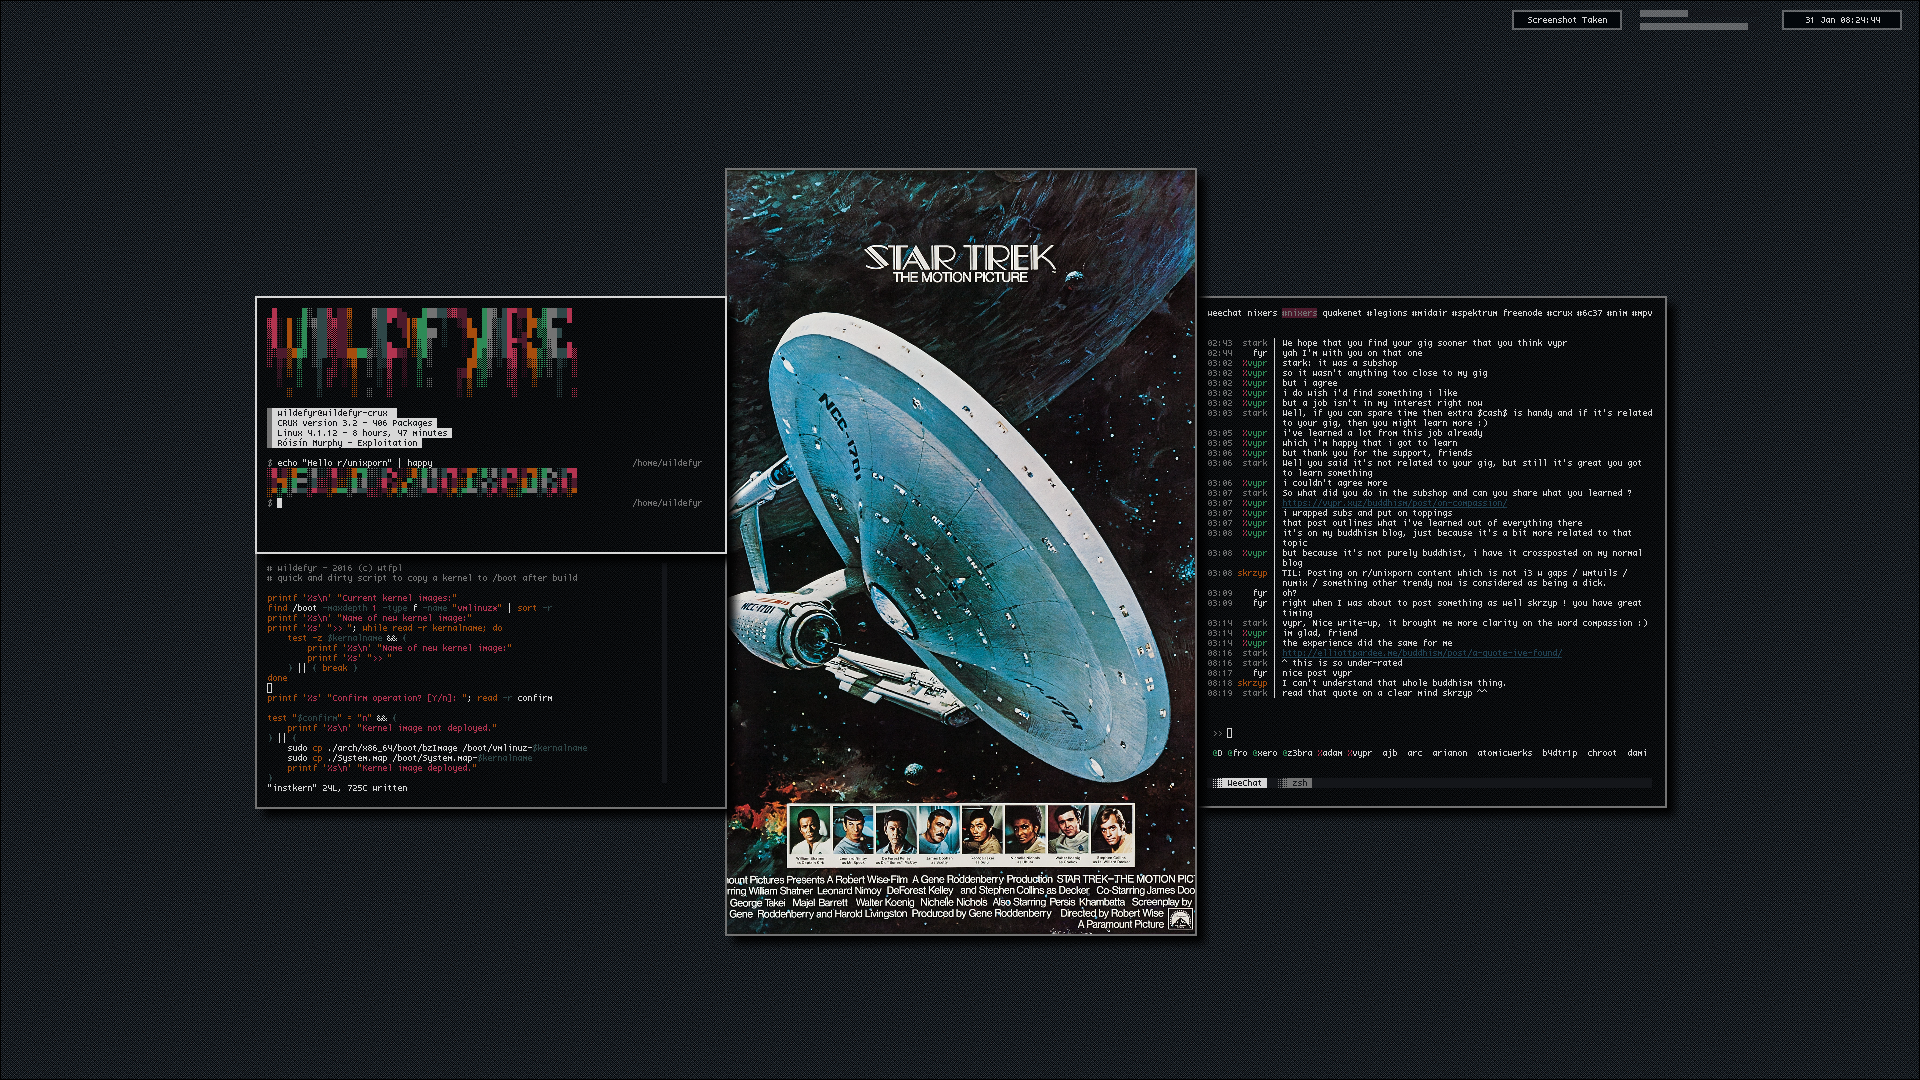 Screenshot Taken
31 Jan 08:24:44
WILDEFYRE
wildefyr@wildefyr-crux
CRUX version 3.2 - 406 Packages
Linux 4.1.12 - 8 hours, 47 minutes
Róisín Murphy - Exploitation
$ echo "Hello r/unixporn" | happy /home/wildefyr
HELLO R/UNIXPORN
$ /home/wildefyr
# wildefyr - 2016 (c) wtfpl
# quick and dirty script to copy a kernel to /boot after build
printf '%s\n' "Current kernel images:"
find /boot -maxdepth 1 -type f -name "vmlinuz*" | sort -r
printf '%s\n' "Name of new kernel image:"
printf '%s' ">> "; while read -r kernalname; do
test -z $kernalname && {
printf '%s\n' "Name of new kernel image:"
printf '%s' ">> "
} || { break }
done
printf '%s' "Confirm operation? [Y/n]: "; read -r confirm
test "$confirm" = "n" && {
printf '%s\n' "Kernel image not deployed."
} || {
sudo cp ./arch/x86_64/boot/bzImage /boot/vmlinuz-$kernalname
sudo cp ./System.map /boot/System.map-$kernalname
printf '%s\n' "Kernel image deployed."
}
"instkern" 24L, 725C written
STAR TREK
THE MOTION PICTURE
NCC-1701
NCC-1701
ount Pictures Presents A Robert Wise Film A Gene Roddenberry Production STAR TREK–THE MOTION PIC
rring William Shatner Leonard Nimoy DeForest Kelley and Stephen Collins as Decker Co-Starring James Doo
George Takei Majel Barrett Walter Koenig Nichelle Nichols Also Starring Persis Khambatta Screenplay by
Gene Roddenberry and Harold Livingston Produced by Gene Roddenberry Directed by Robert Wise
A Paramount Picture
weechat nixers #nixers quakenet #legions #midair #spektrum freenode #crux #6c37 #nim #mpv
02:43 stark | We hope that you find your gig sooner that you think vypr
02:44 fyr | yah I'm with you on that one
03:02 %vypr | stark: it was a subshop
03:02 %vypr | so it wasn't anything too close to my gig
03:02 %vypr | but i agree
03:02 %vypr | i do wish i'd find something i like
03:02 %vypr | but a job isn't in my interest right now
03:03 stark | Well, if you can spare time then extra $cash$ is handy and if it's related
to your gig, then you might learn more :)
03:05 %vypr | i've learned a lot from this job already
03:05 %vypr | which i'm happy that i got to learn
03:06 %vypr | but thank you for the support, friends
03:06 stark | Well you said it's not related to your gig, but still it's great you got
to learn something
03:06 %vypr | i couldn't agree more
03:07 stark | So what did you do in the subshop and can you share what you learned ?
03:07 %vypr | https://vypr.xyz/buddhism/post/on-compassion/
03:07 %vypr | i wrapped subs and put on toppings
03:07 %vypr | that post outlines what i've learned out of everything there
03:08 %vypr | it's on my buddhism blog, just because it's a bit more related to that
topic
03:08 %vypr | but because it's not purely buddhist, i have it crossposted on my normal
blog
03:08 skrzyp | TIL: Posting on r/unixporn content which is not i3 w gaps / wmtuils /
numix / something other trendy now is considered as being a dick.
03:09 fyr | oh?
03:09 fyr | right when I was about to post something as well skrzyp ! you have great
timing
03:14 stark | vypr, Nice write-up, it brought me more clarity on the word compassion :)
03:14 %vypr | im glad, friend
03:14 %vypr | the experience did the same for me
08:16 stark | http://elliottpardee.me/buddhism/post/a-quote-ive-found/
08:16 stark | ^ this is so under-rated
08:17 fyr | nice post vypr
08:18 skrzyp | I can't understand that whole buddhism thing.
08:19 stark | read that quote on a clear mind skrzyp ^^
>>
@D @fro @xero @z3bra %adam %vypr ajb arc arianon atomicwerks b4dtr1p chroot dami
WeeChat zsh